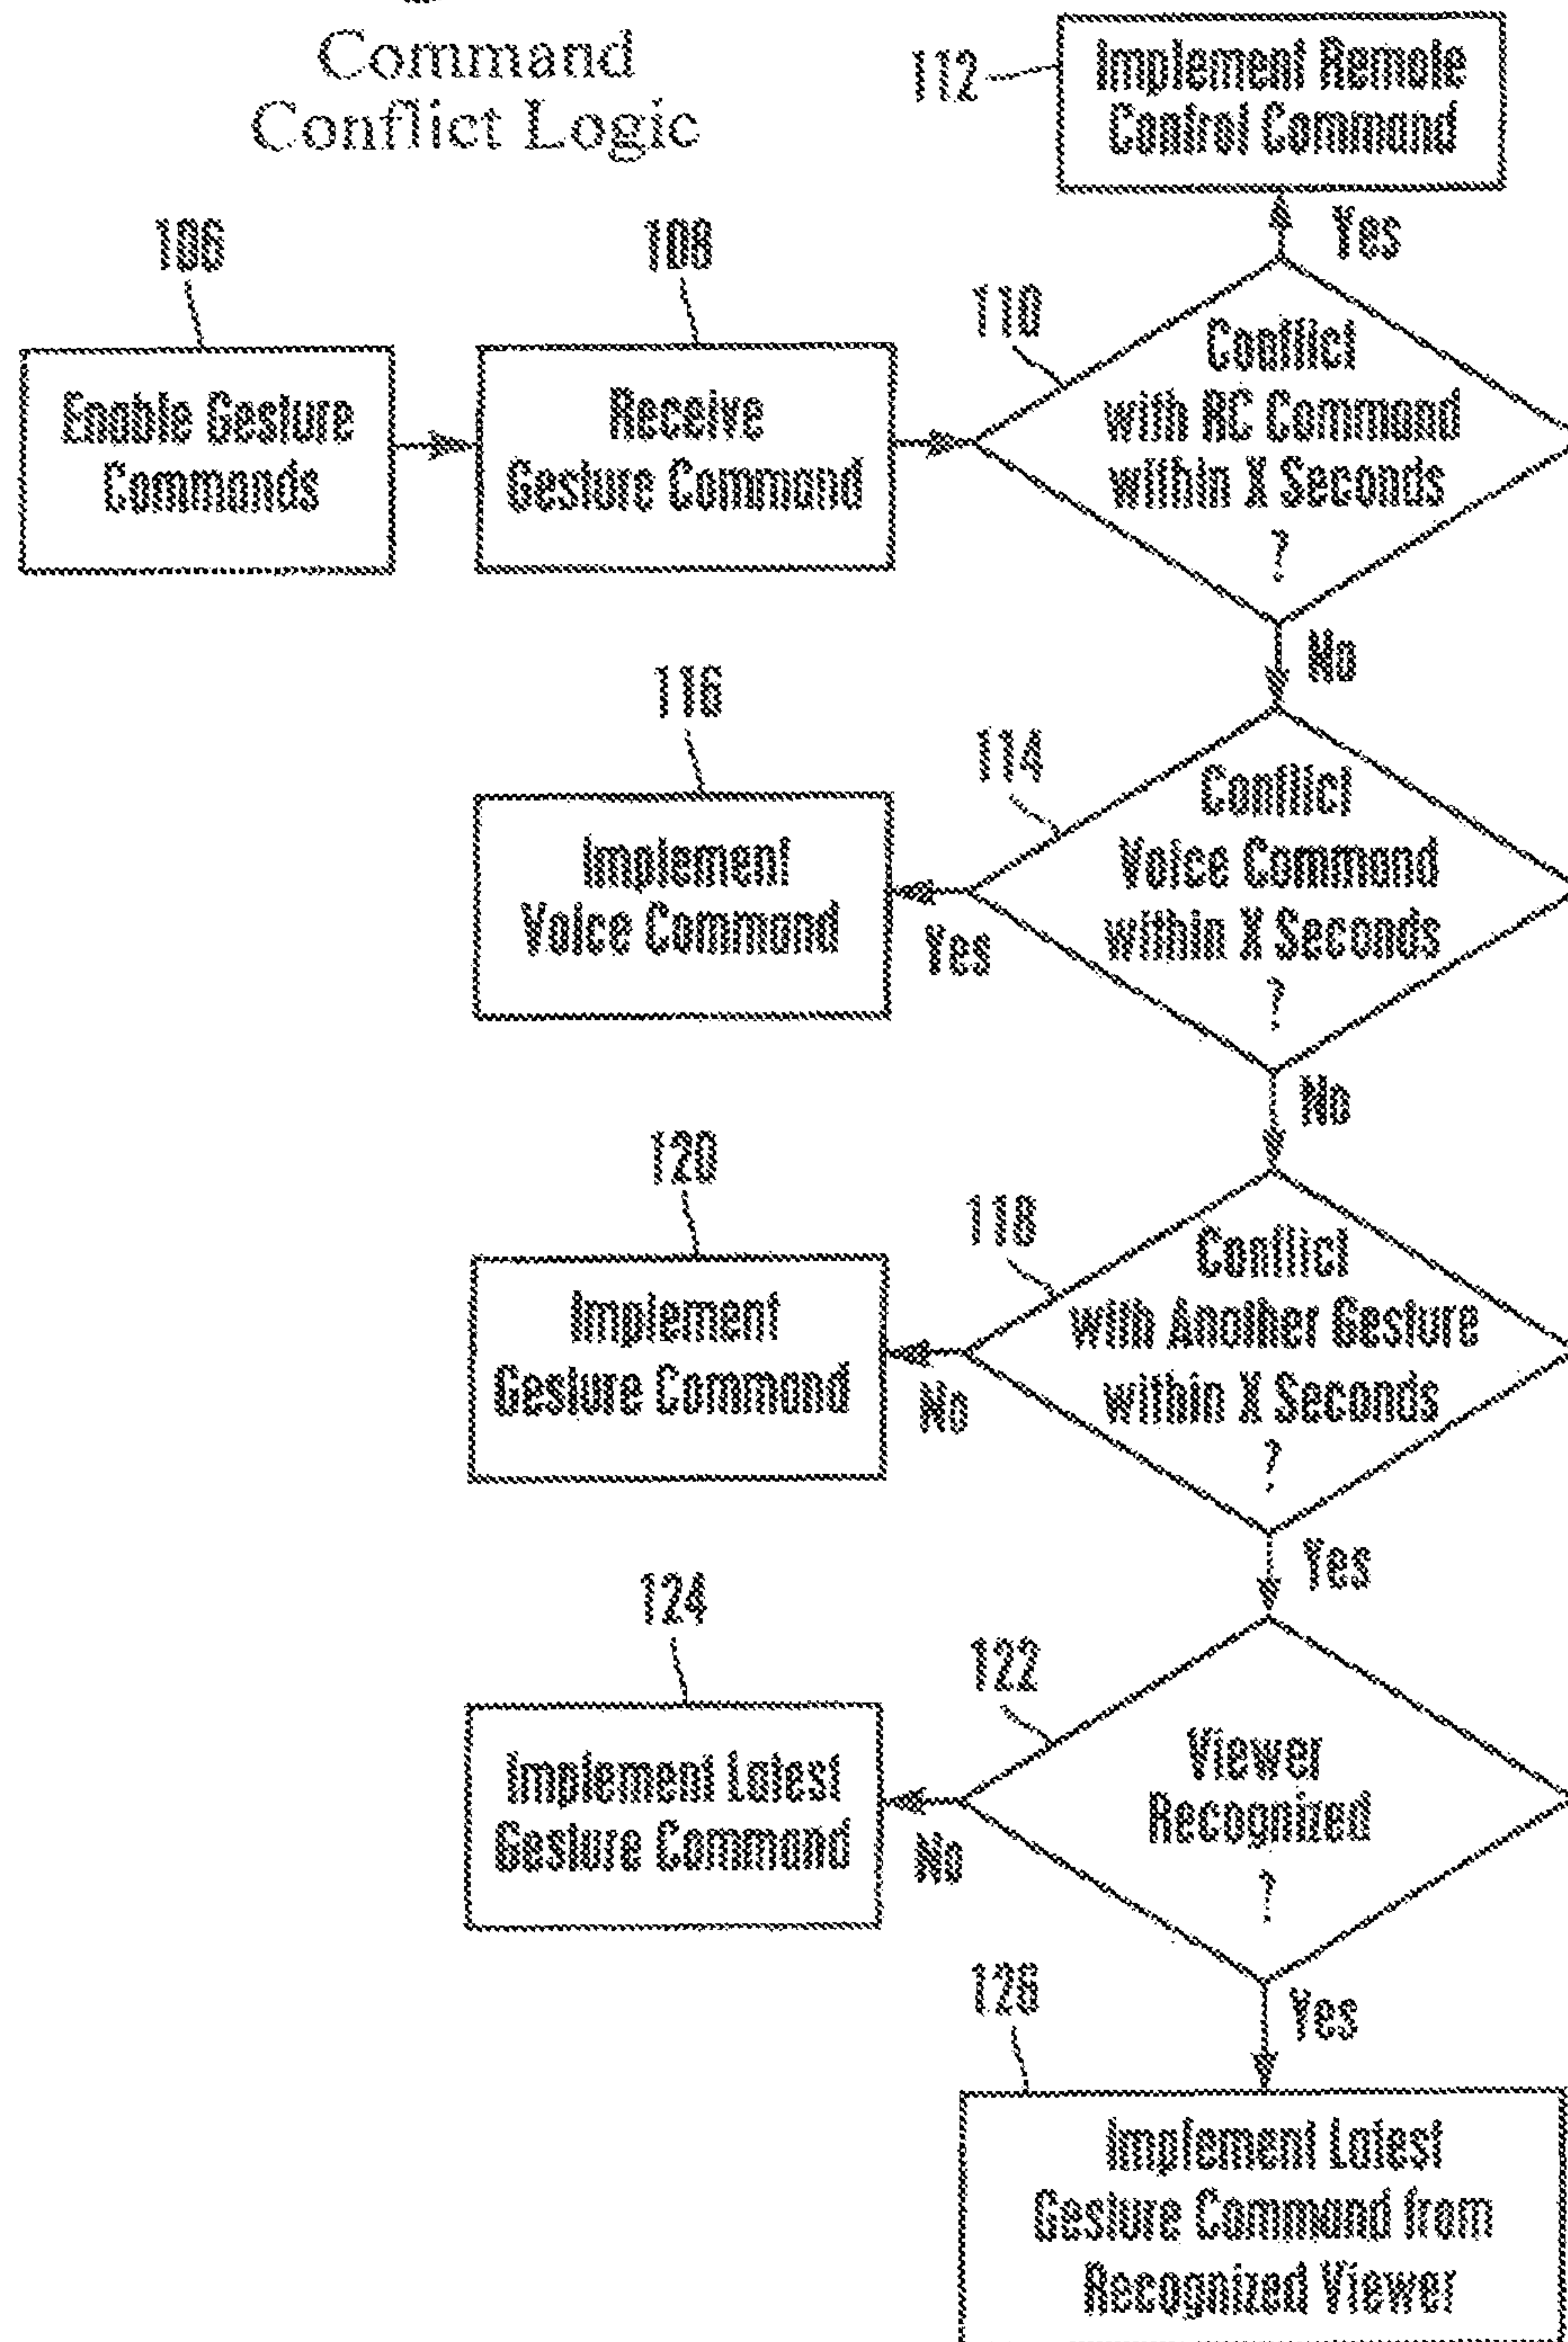 Command
Conflict Logic
112
Implement Remote
Control Command
Yes
106
Enable Gesture
Commands
108
Receive
Gesture Command
110
Conflict
with RC Command
within X Seconds
?
No
116
Implement
Voice Command
Yes
114
Conflict
Voice Command
within X Seconds
?
No
120
Implement
Gesture Command
No
118
Conflict
with Another Gesture
within X Seconds
?
Yes
124
Implement Latest
Gesture Command
No
122
Viewer
Recognized
?
Yes
126
Implement Latest
Gesture Command from
Recognized Viewer